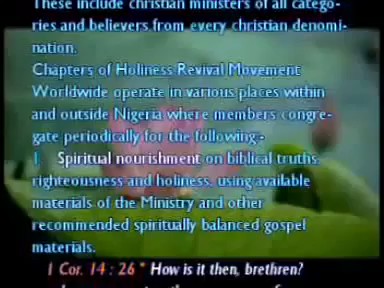 These include christian ministers of all catego-
ries and believers from every christian denomi-
nation.
Chapters of Holiness Revival Movement
Worldwide operate in various places within
and outside Nigeria where members congre-
gate periodically for the following:-
1. Spiritual nourishment on biblical truths,
righteousness and holiness, using available
materials of the Ministry and other
recommended spiritually balanced gospel
materials.
1 Cor. 14 : 26 * How is it then, brethren?